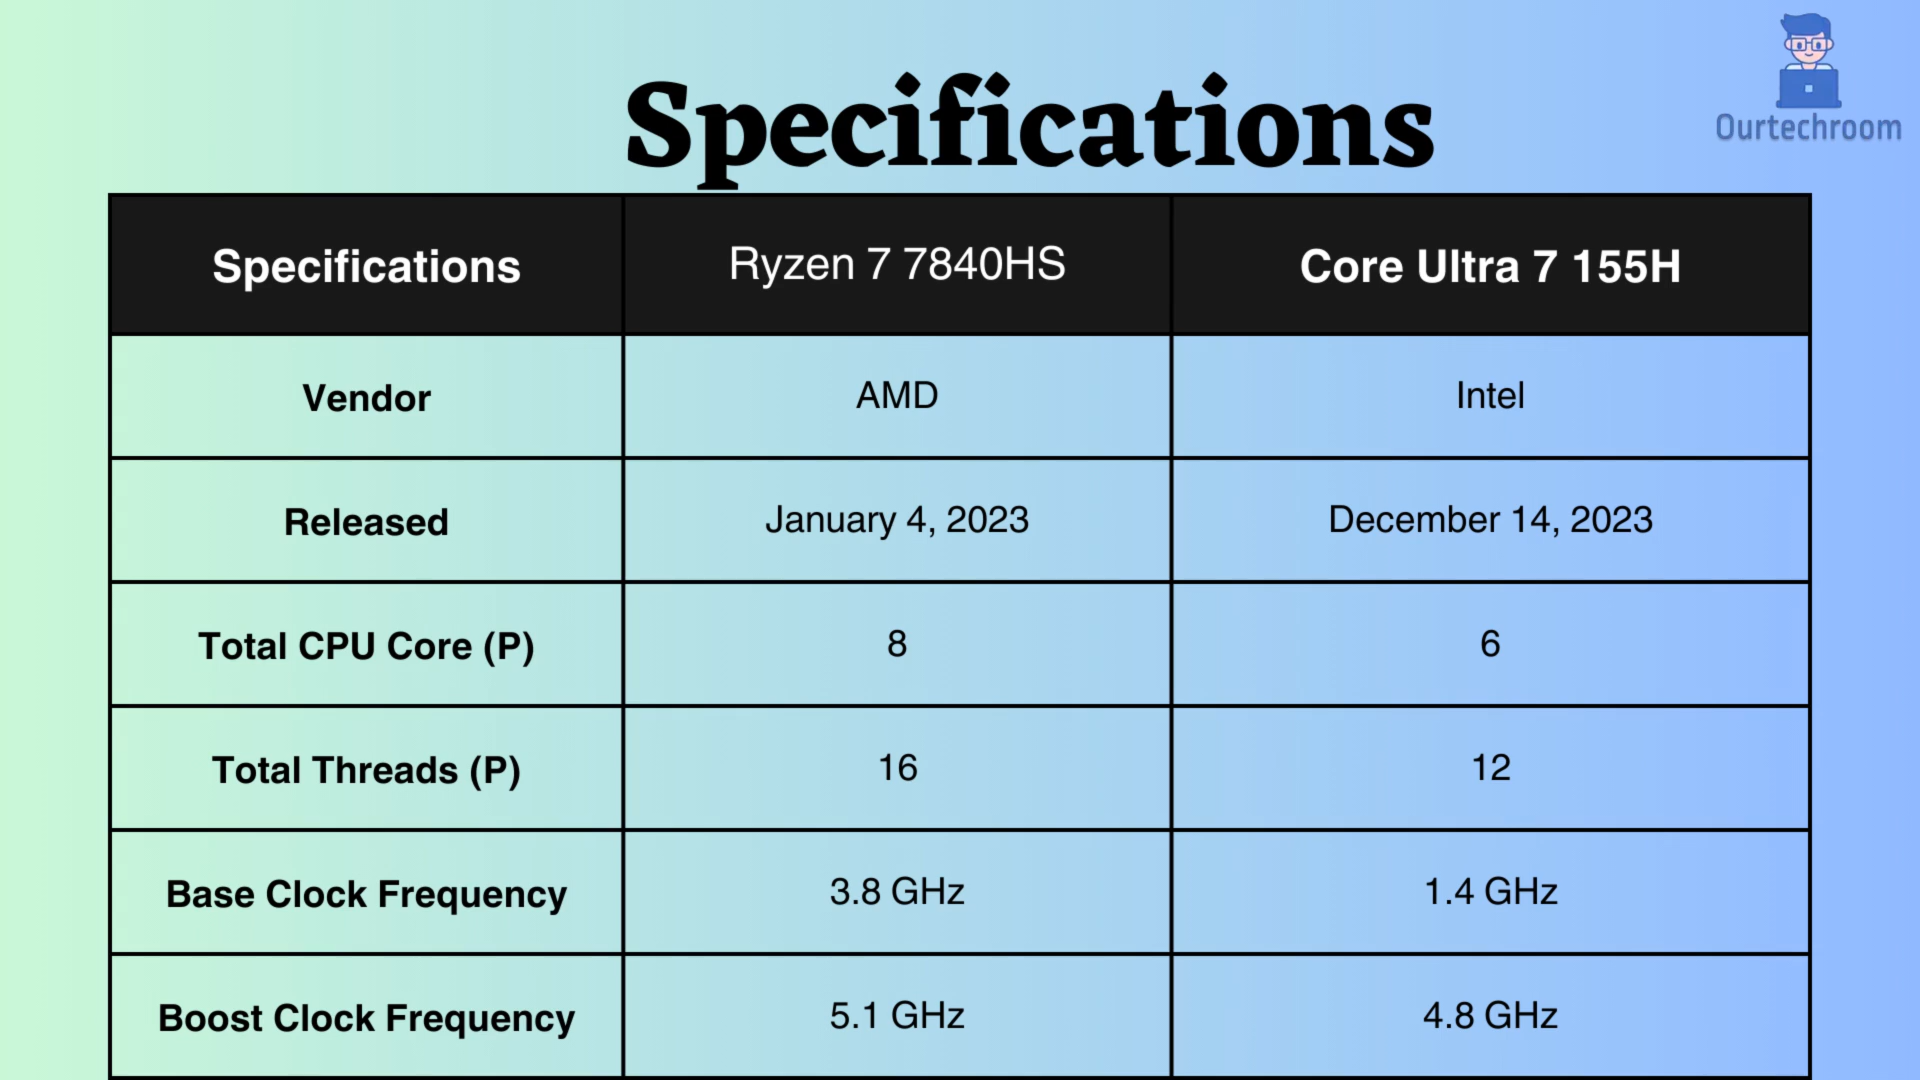 Specifications
Ourtechroom
Specifications Ryzen 7 7840HS Core Ultra 7 155H
Vendor AMD Intel
Released January 4, 2023 December 14, 2023
Total CPU Core (P) 8 6
Total Threads (P) 16 12
Base Clock Frequency 3.8 GHz 1.4 GHz
Boost Clock Frequency 5.1 GHz 4.8 GHz